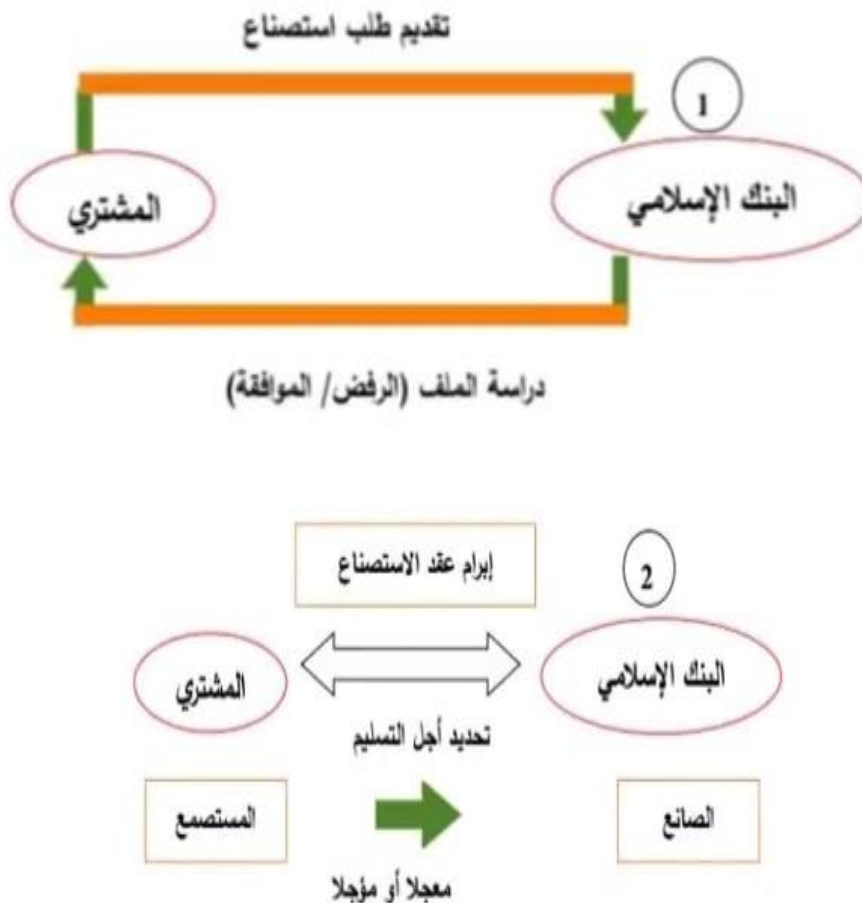 تقديم طلب استصناع
1
البنك الإسلامي
المشتري
دراسة الملف (الرفض/ الموافقة)
إبرام عقد الاستصناع
2
البنك الإسلامي
المشتري
تحديد أجل التسليم
الصانع
المستصمع
معجلا أو مؤجلا